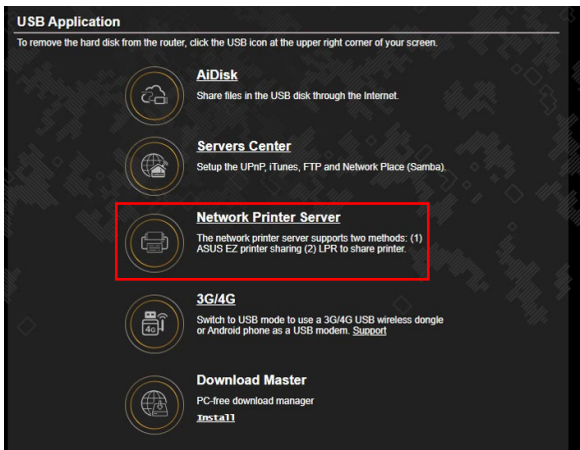 USB Application
To remove the hard disk from the router, click the USB icon at the upper right corner of your screen.
AiDisk
Share files in the USB disk through the Internet.
Servers Center
Setup the UPnP, iTunes, FTP and Network Place (Samba).
Network Printer Server
The network printer server supports two methods: (1)
ASUS EZ printer sharing (2) LPR to share printer.
3G/4G
Switch to USB mode to use a 3G/4G USB wireless dongle
or Android phone as a USB modem. Support
4G
Download Master
PC-free download manager
Install